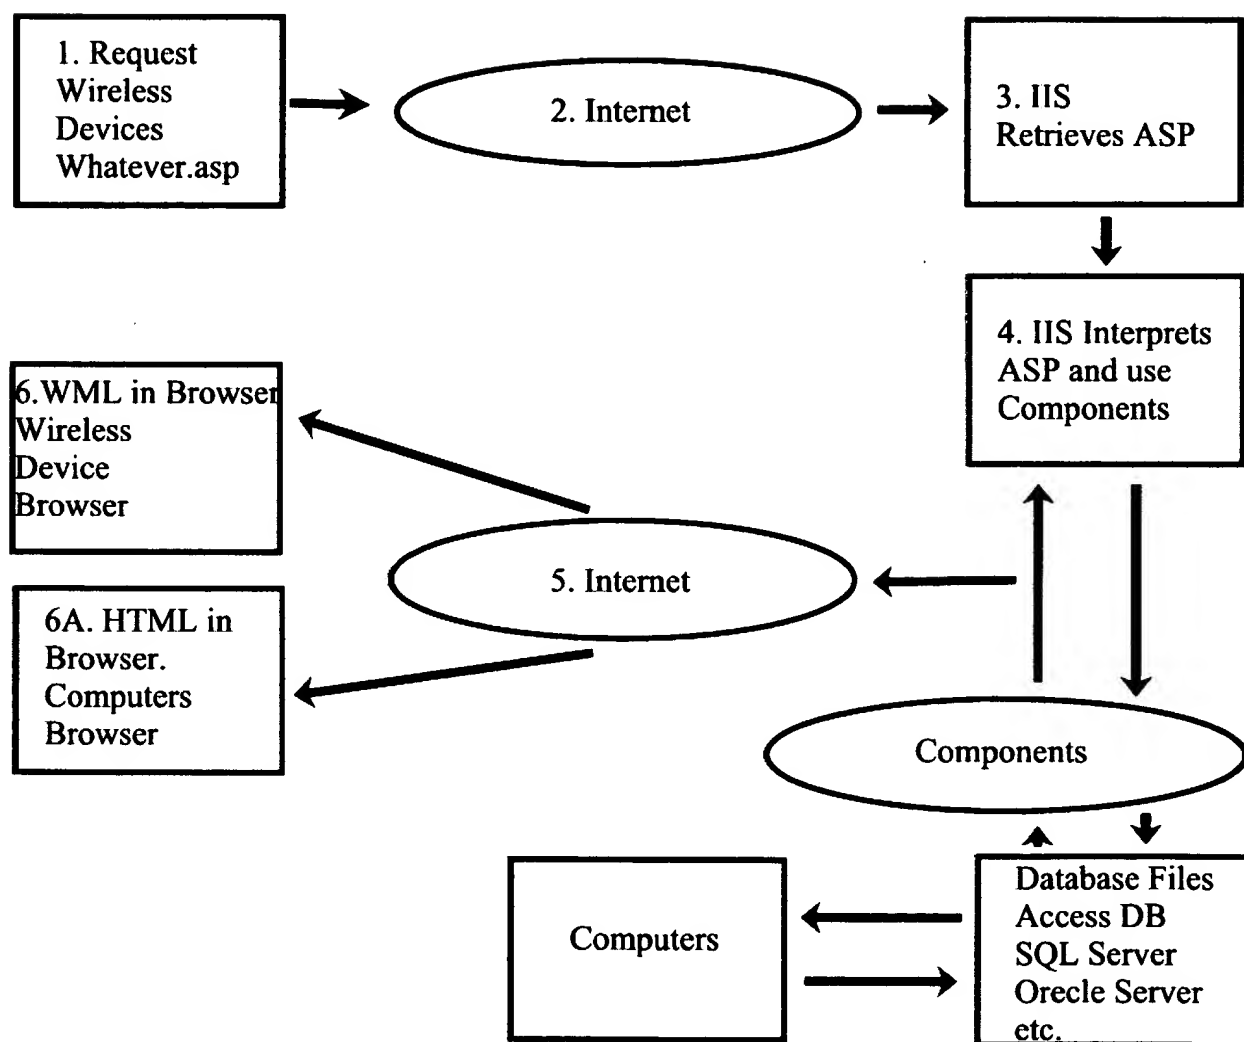 1. Request
Wireless
Devices
Whatever.asp
2. Internet
3. IIS
Retrieves ASP
4. IIS Interprets
ASP and use
Components
6.WML in Browser
Wireless
Device
Browser
5. Internet
6A. HTML in
Browser.
Computers
Browser
Components
Computers
Database Files
Access DB
SQL Server
Orecle Server
etc.